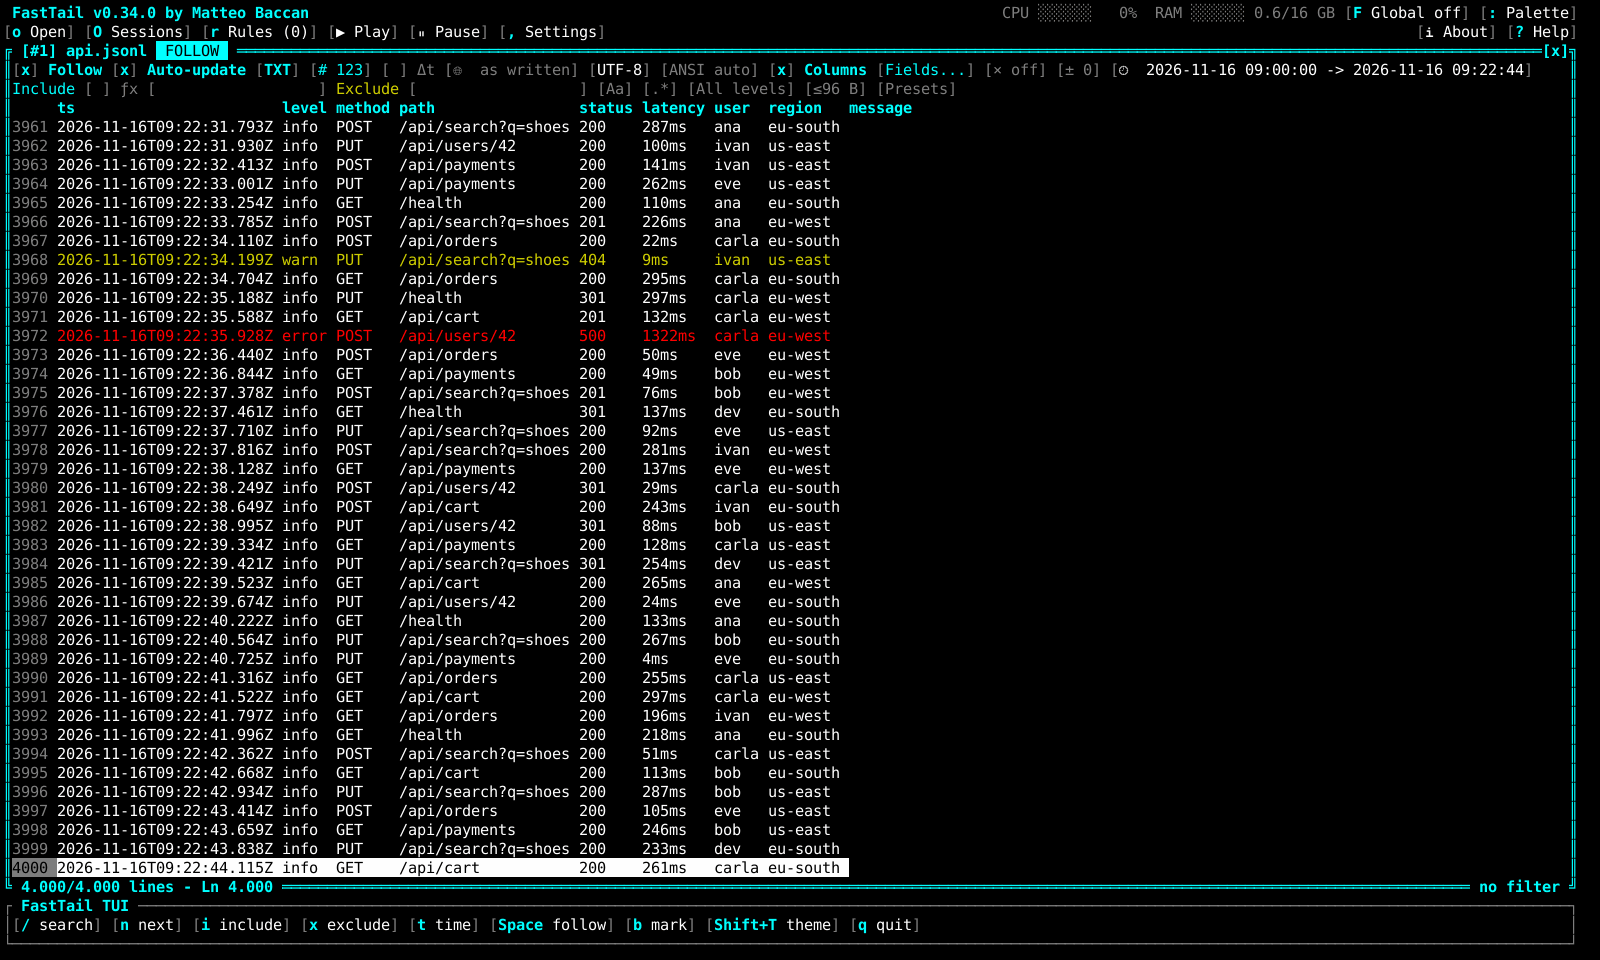 FastTail v0.34.0 by Matteo Baccan CPU ░░░░░░ 0% RAM ░░░░░░ 0.6/16 GB [F Global off] [: Palette]
[o Open] [O Sessions] [r Rules (0)] [▶ Play] [⏸ Pause] [, Settings] [i About] [? Help]
[#1] api.jsonl FOLLOW [x]
[x] Follow [x] Auto-update [TXT] [# 123] [ ] Δt [⊕ as written] [UTF-8] [ANSI auto] [x] Columns [Fields...] [× off] [± 0] [⏲ 2026-11-16 09:00:00 -> 2026-11-16 09:22:44]
Include [ ] ƒx [ ] Exclude [ ] [Aa] [.*] [All levels] [≤96 B] [Presets]
ts level method path status latency user region message
3961 2026-11-16T09:22:31.793Z info POST /api/search?q=shoes 200 287ms ana eu-south
3962 2026-11-16T09:22:31.930Z info PUT /api/users/42 200 100ms ivan us-east
3963 2026-11-16T09:22:32.413Z info POST /api/payments 200 141ms ivan us-east
3964 2026-11-16T09:22:33.001Z info PUT /api/payments 200 262ms eve us-east
3965 2026-11-16T09:22:33.254Z info GET /health 200 110ms ana eu-south
3966 2026-11-16T09:22:33.785Z info POST /api/search?q=shoes 201 226ms ana eu-west
3967 2026-11-16T09:22:34.110Z info POST /api/orders 200 22ms carla eu-south
3968 2026-11-16T09:22:34.199Z warn PUT /api/search?q=shoes 404 9ms ivan us-east
3969 2026-11-16T09:22:34.704Z info GET /api/orders 200 295ms carla eu-south
3970 2026-11-16T09:22:35.188Z info PUT /health 301 297ms carla eu-west
3971 2026-11-16T09:22:35.588Z info PUT /api/cart 201 132ms carla eu-west
3972 2026-11-16T09:22:35.928Z error POST /api/users/42 500 1322ms carla eu-west
3973 2026-11-16T09:22:36.440Z info POST /api/orders 200 50ms eve eu-west
3974 2026-11-16T09:22:36.844Z info GET /api/payments 200 49ms bob eu-west
3975 2026-11-16T09:22:37.378Z info POST /api/search?q=shoes 201 76ms bob eu-west
3976 2026-11-16T09:22:37.461Z info GET /health 301 137ms dev eu-south
3977 2026-11-16T09:22:37.710Z info PUT /api/search?q=shoes 200 92ms eve us-east
3978 2026-11-16T09:22:37.816Z info POST /api/search?q=shoes 200 281ms ivan eu-west
3979 2026-11-16T09:22:38.128Z info GET /api/payments 200 137ms eve eu-west
3980 2026-11-16T09:22:38.249Z info POST /api/users/42 301 29ms carla eu-south
3981 2026-11-16T09:22:38.649Z info POST /api/cart 200 243ms ivan eu-south
3982 2026-11-16T09:22:38.995Z info PUT /api/users/42 301 88ms bob us-east
3983 2026-11-16T09:22:39.334Z info GET /api/payments 200 128ms carla us-east
3984 2026-11-16T09:22:39.421Z info PUT /api/search?q=shoes 301 254ms dev us-east
3985 2026-11-16T09:22:39.523Z info GET /api/cart 200 265ms ana eu-west
3986 2026-11-16T09:22:39.674Z info PUT /api/users/42 200 24ms eve eu-south
3987 2026-11-16T09:22:40.222Z info GET /health 200 133ms ana eu-south
3988 2026-11-16T09:22:40.564Z info PUT /api/search?q=shoes 200 267ms bob eu-south
3989 2026-11-16T09:22:40.725Z info PUT /api/payments 200 4ms eve eu-south
3990 2026-11-16T09:22:41.316Z info GET /api/orders 200 255ms carla us-east
3991 2026-11-16T09:22:41.522Z info GET /api/cart 200 297ms carla eu-west
3992 2026-11-16T09:22:41.797Z info GET /api/orders 200 196ms ivan eu-west
3993 2026-11-16T09:22:41.996Z info GET /health 200 218ms ana eu-south
3994 2026-11-16T09:22:42.362Z info POST /api/search?q=shoes 200 51ms carla us-east
3995 2026-11-16T09:22:42.668Z info GET /api/cart 200 113ms bob eu-south
3996 2026-11-16T09:22:42.934Z info PUT /api/search?q=shoes 200 287ms bob us-east
3997 2026-11-16T09:22:43.414Z info POST /api/orders 200 105ms eve us-east
3998 2026-11-16T09:22:43.659Z info GET /api/payments 200 246ms bob us-east
3999 2026-11-16T09:22:43.838Z info PUT /api/search?q=shoes 200 233ms dev eu-south
4000 2026-11-16T09:22:44.115Z info GET /api/cart 200 261ms carla eu-south
4.000/4.000 lines - Ln 4.000 no filter
FastTail TUI
[/ search] [n next] [i include] [x exclude] [t time] [Space follow] [b mark] [Shift+T theme] [q quit]